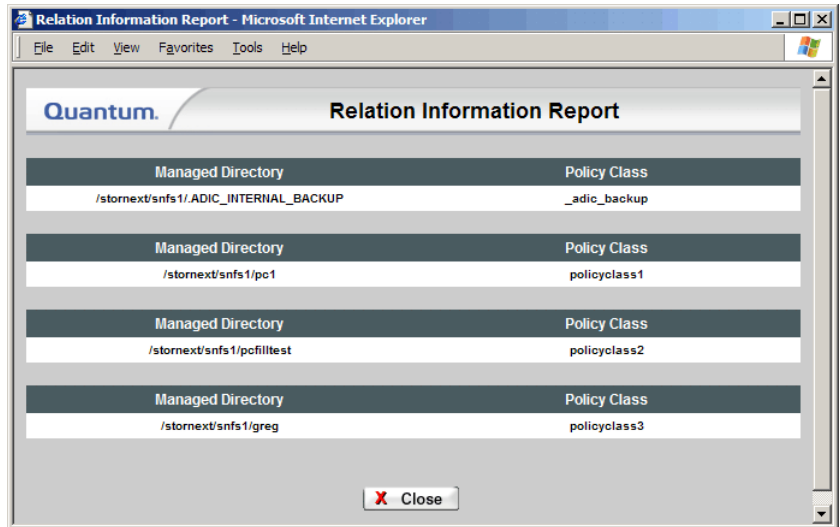 Relation Information Report - Microsoft Internet Explorer
File Edit View Favorites Tools Help
Quantum. Relation Information Report
Managed Directory Policy Class
/stornext/snfs1/.ADIC_INTERNAL_BACKUP _adic_backup
Managed Directory Policy Class
/stornext/snfs1/pc1 policyclass1
Managed Directory Policy Class
/stornext/snfs1/pcfilltest policyclass2
Managed Directory Policy Class
/stornext/snfs1/greg policyclass3
X Close